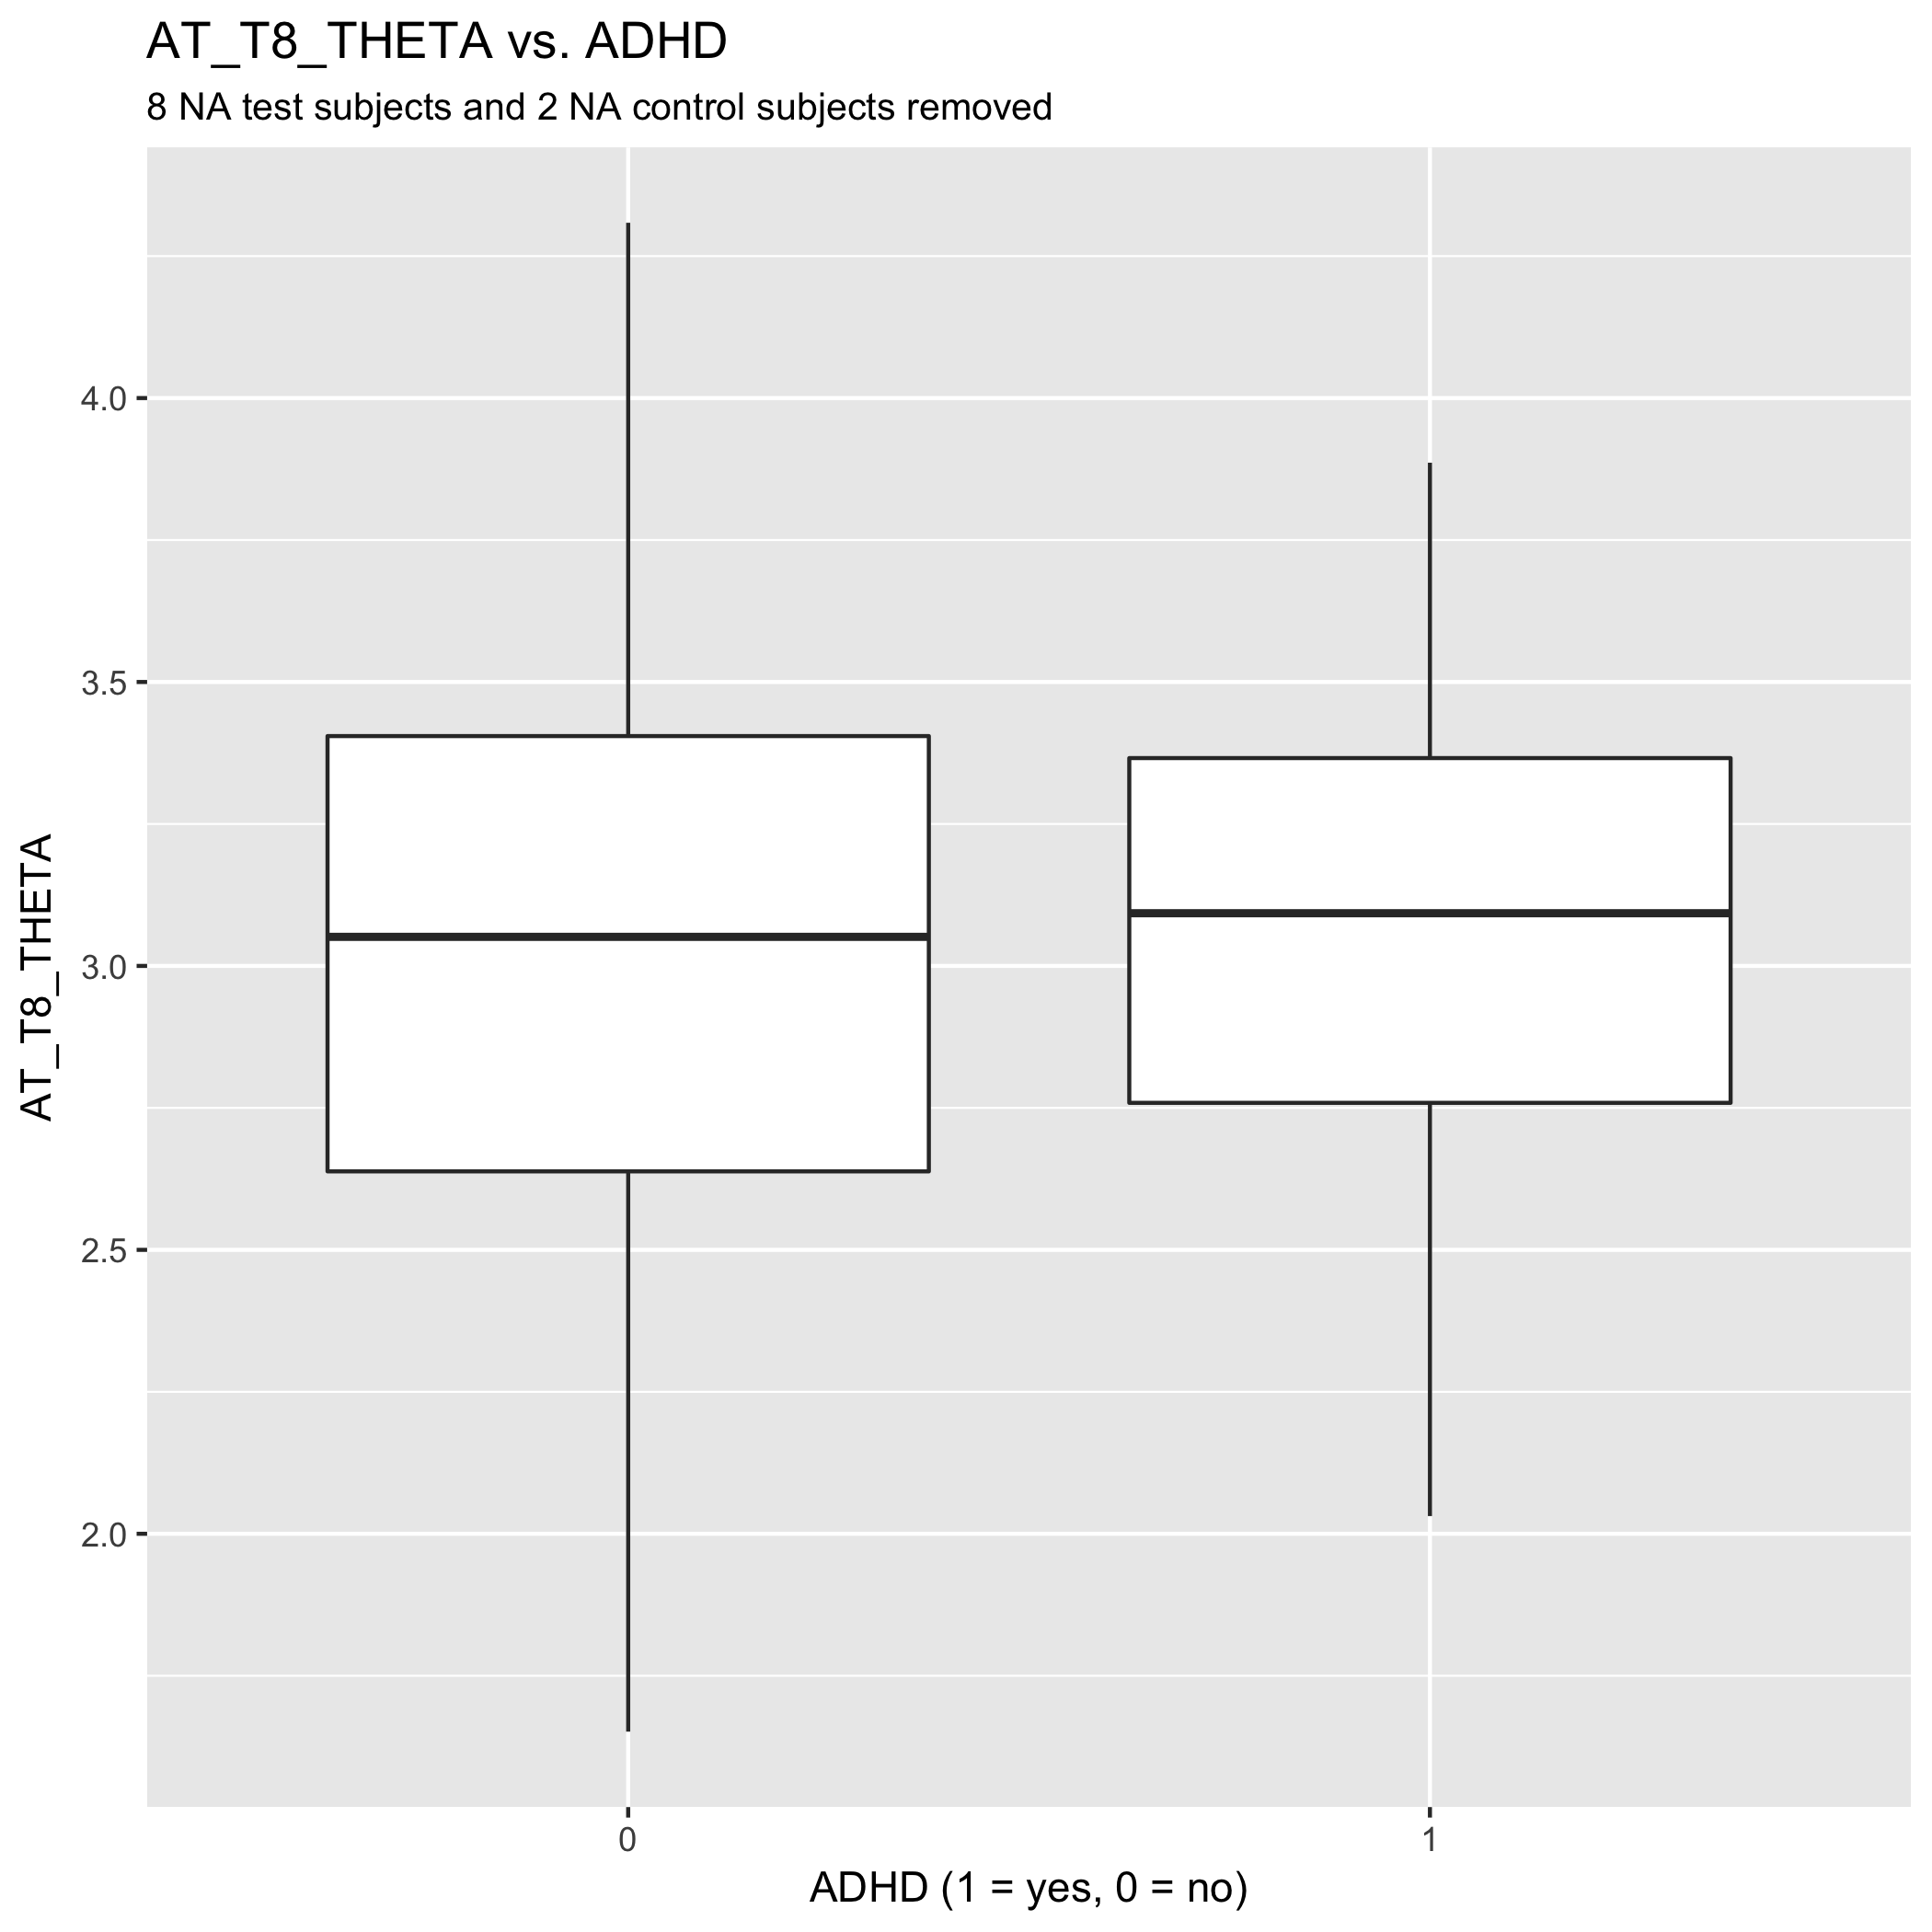 AT_T8_THETA vs. ADHD
8 NA test subjects and 2 NA control subjects removed
AT_T8_THETA
4.0
3.5
3.0
2.5
2.0
0
1
ADHD (1 = yes, 0 = no)